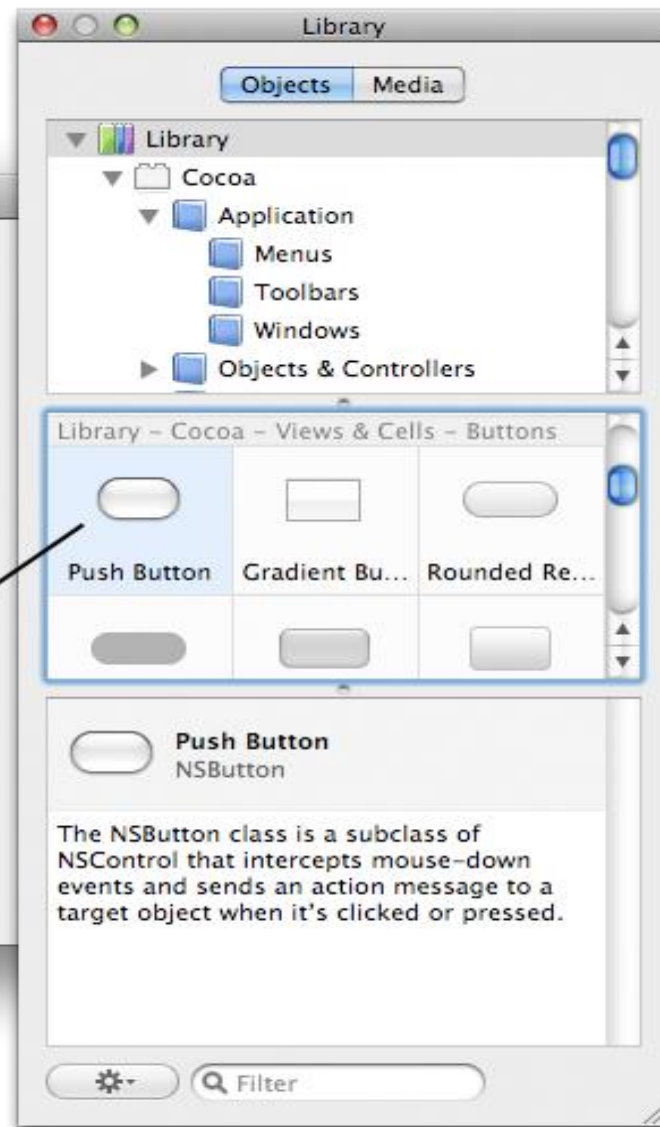 Library
Objects Media
Library
Cocoa
Application
Menus
Toolbars
Windows
Objects & Controllers
Library – Cocoa – Views & Cells – Buttons
Push Button Gradient Bu... Rounded Re...
Push Button
NSButton
The NSButton class is a subclass of
NSControl that intercepts mouse-down
events and sends an action message to a
target object when it's clicked or pressed.
Filter